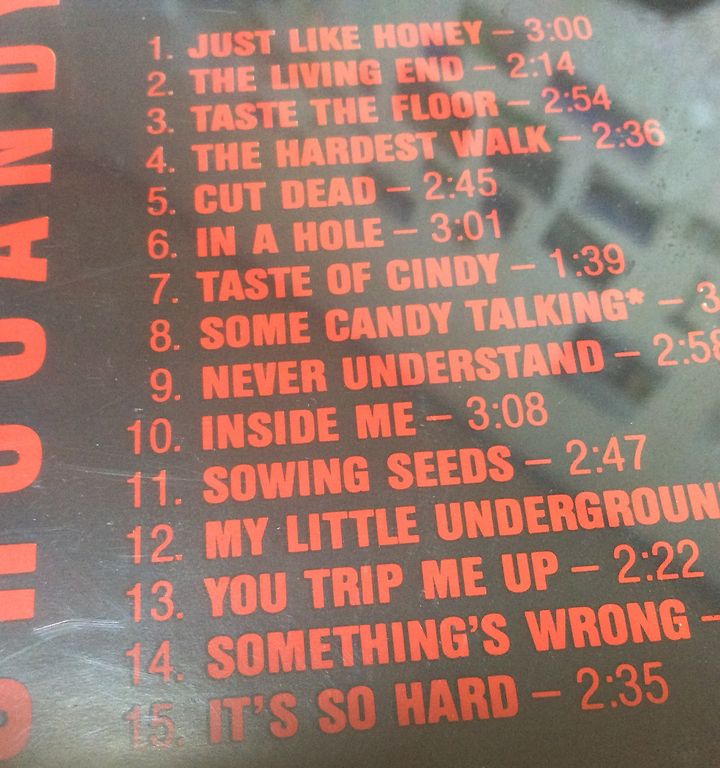 1. JUST LIKE HONEY – 3:00
2. THE LIVING END – 2:14
3. TASTE THE FLOOR – 2:54
4. THE HARDEST WALK – 2:36
5. CUT DEAD – 2:45
6. IN A HOLE – 3:01
7. TASTE OF CINDY – 1:39
8. SOME CANDY TALKING* – 3
9. NEVER UNDERSTAND – 2:58
10. INSIDE ME – 3:08
11. SOWING SEEDS – 2:47
12. MY LITTLE UNDERGROUN
13. YOU TRIP ME UP – 2:22
14. SOMETHING'S WRONG –
15. IT'S SO HARD – 2:35